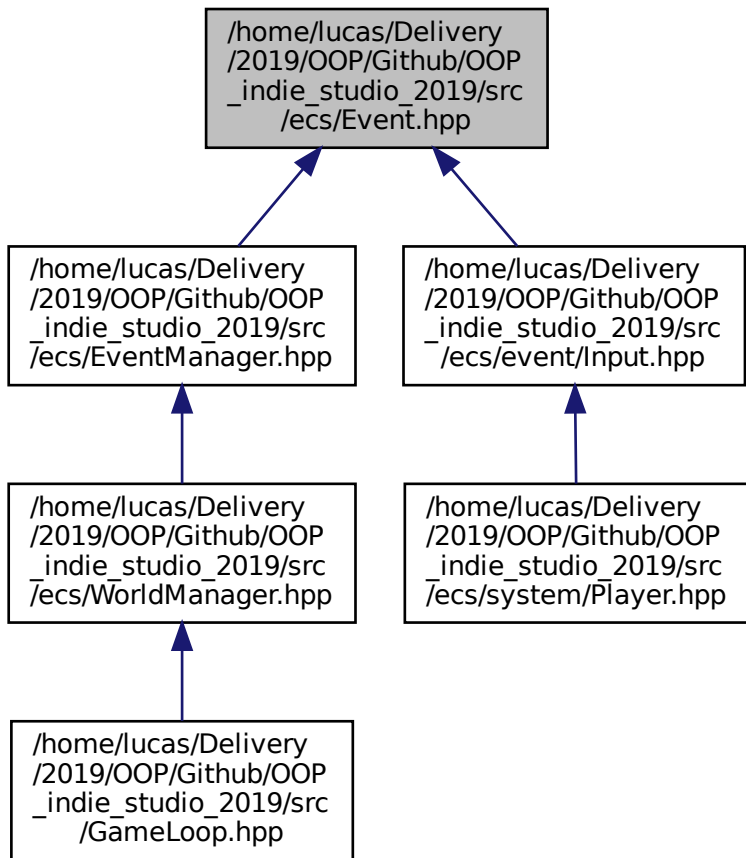 /home/lucas/Delivery
/2019/OOP/Github/OOP
_indie_studio_2019/src
/ecs/Event.hpp
/home/lucas/Delivery
/2019/OOP/Github/OOP
_indie_studio_2019/src
/ecs/EventManager.hpp
/home/lucas/Delivery
/2019/OOP/Github/OOP
_indie_studio_2019/src
/ecs/event/Input.hpp
/home/lucas/Delivery
/2019/OOP/Github/OOP
_indie_studio_2019/src
/ecs/WorldManager.hpp
/home/lucas/Delivery
/2019/OOP/Github/OOP
_indie_studio_2019/src
/ecs/system/Player.hpp
/home/lucas/Delivery
/2019/OOP/Github/OOP
_indie_studio_2019/src
/GameLoop.hpp